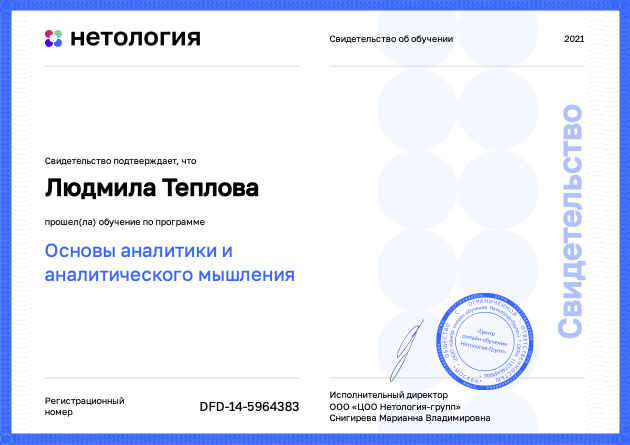 нетология
Свидетельство об обучении
2021
Свидетельство подтверждает, что
Людмила Теплова
прошел(ла) обучение по программе
Основы аналитики и
аналитического мышления
Свидетельство
«Центр
онлайн-обучения
Нетология-Групп»
Регистрационный
номер
DFD-14-5964383
Исполнительный директор
ООО «ЦОО Нетология-групп»
Снигирева Марианна Владимировна